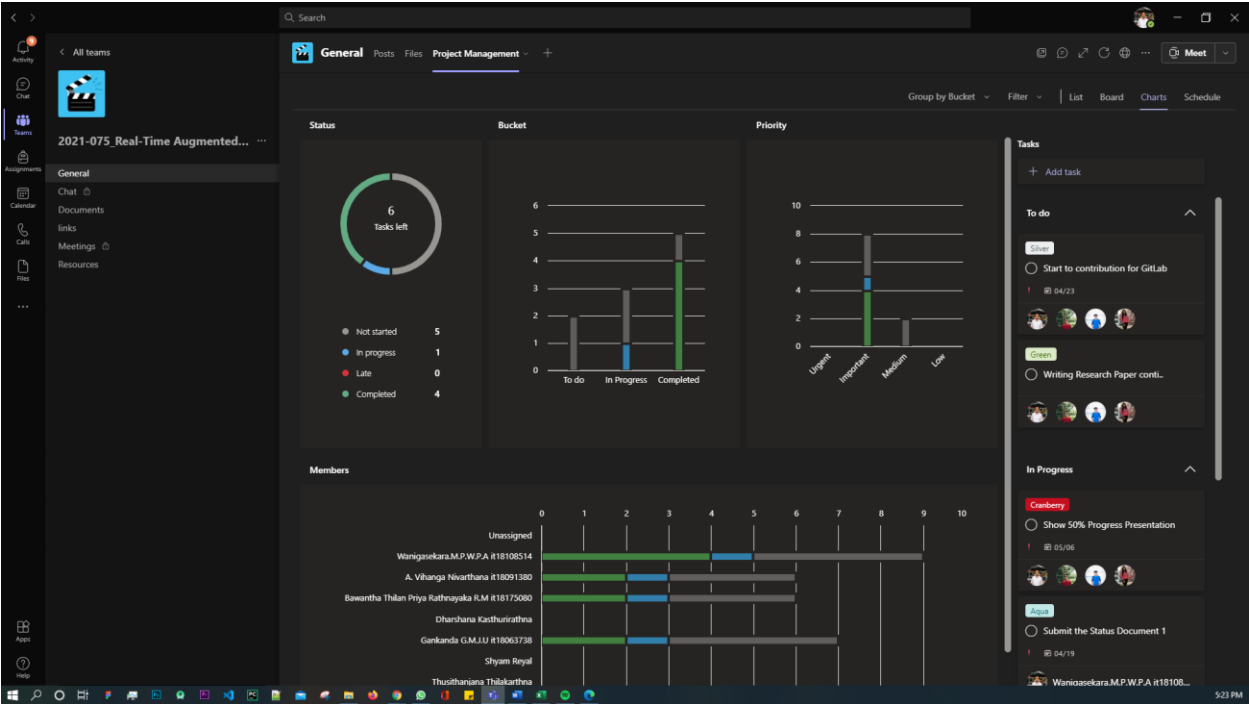 Search
9
Activity
Chat
Teams
Assignments
Calendar
Calls
Files
Apps
Help
All teams
2021-075_Real-Time Augmented...
General
Chat
Documents
links
Meetings
Resources
General Posts Files Project Management
Meet
Group by Bucket Filter List Board Charts Schedule
Status
6
Tasks left
Not started 5
In progress 1
Late 0
Completed 4
Bucket
6
5
4
3
2
1
0
To do In Progress Completed
Priority
10
8
6
4
2
0
Urgent Important Medium Low
Members
0 1 2 3 4 5 6 7 8 9 10
Unassigned
Wanigasekara.M.P.W.P.A it18108514
A. Vihanga Nivarthana it18091380
Bawantha Thilan Priya Rathnayaka R.M it18175080
Dharshana Kasthurirathna
Gankanda G.M.J.U it18063738
Shyam Reyal
Thusithanjana Thilakarthna
Tasks
Add task
To do
Silver
Start to contribution for GitLab
! 04/23
Green
Writing Research Paper conti...
In Progress
Cranberry
Show 50% Progress Presentation
! 05/06
Aqua
Submit the Status Document 1
! 04/19
Wanigasekara.M.P.W.P.A it18108...
5:23 PM